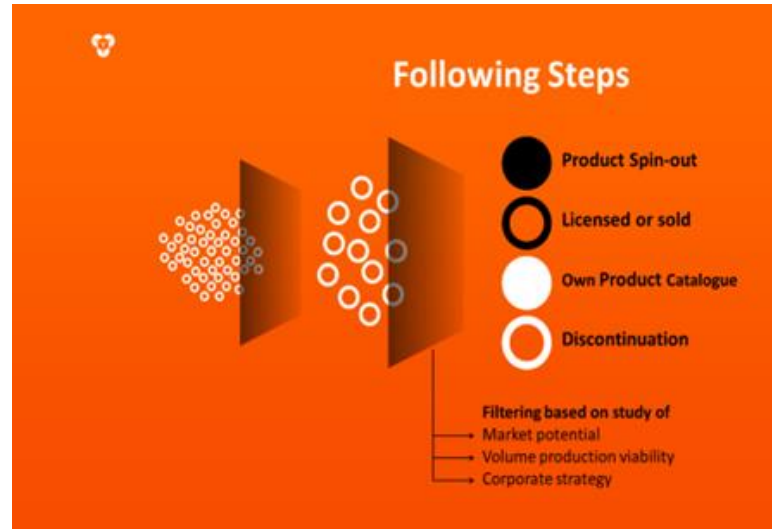 Following Steps
Product Spin-out
Licensed or sold
Own Product Catalogue
Discontinuation
Filtering based on study of
Market potential
Volume production viability
Corporate strategy